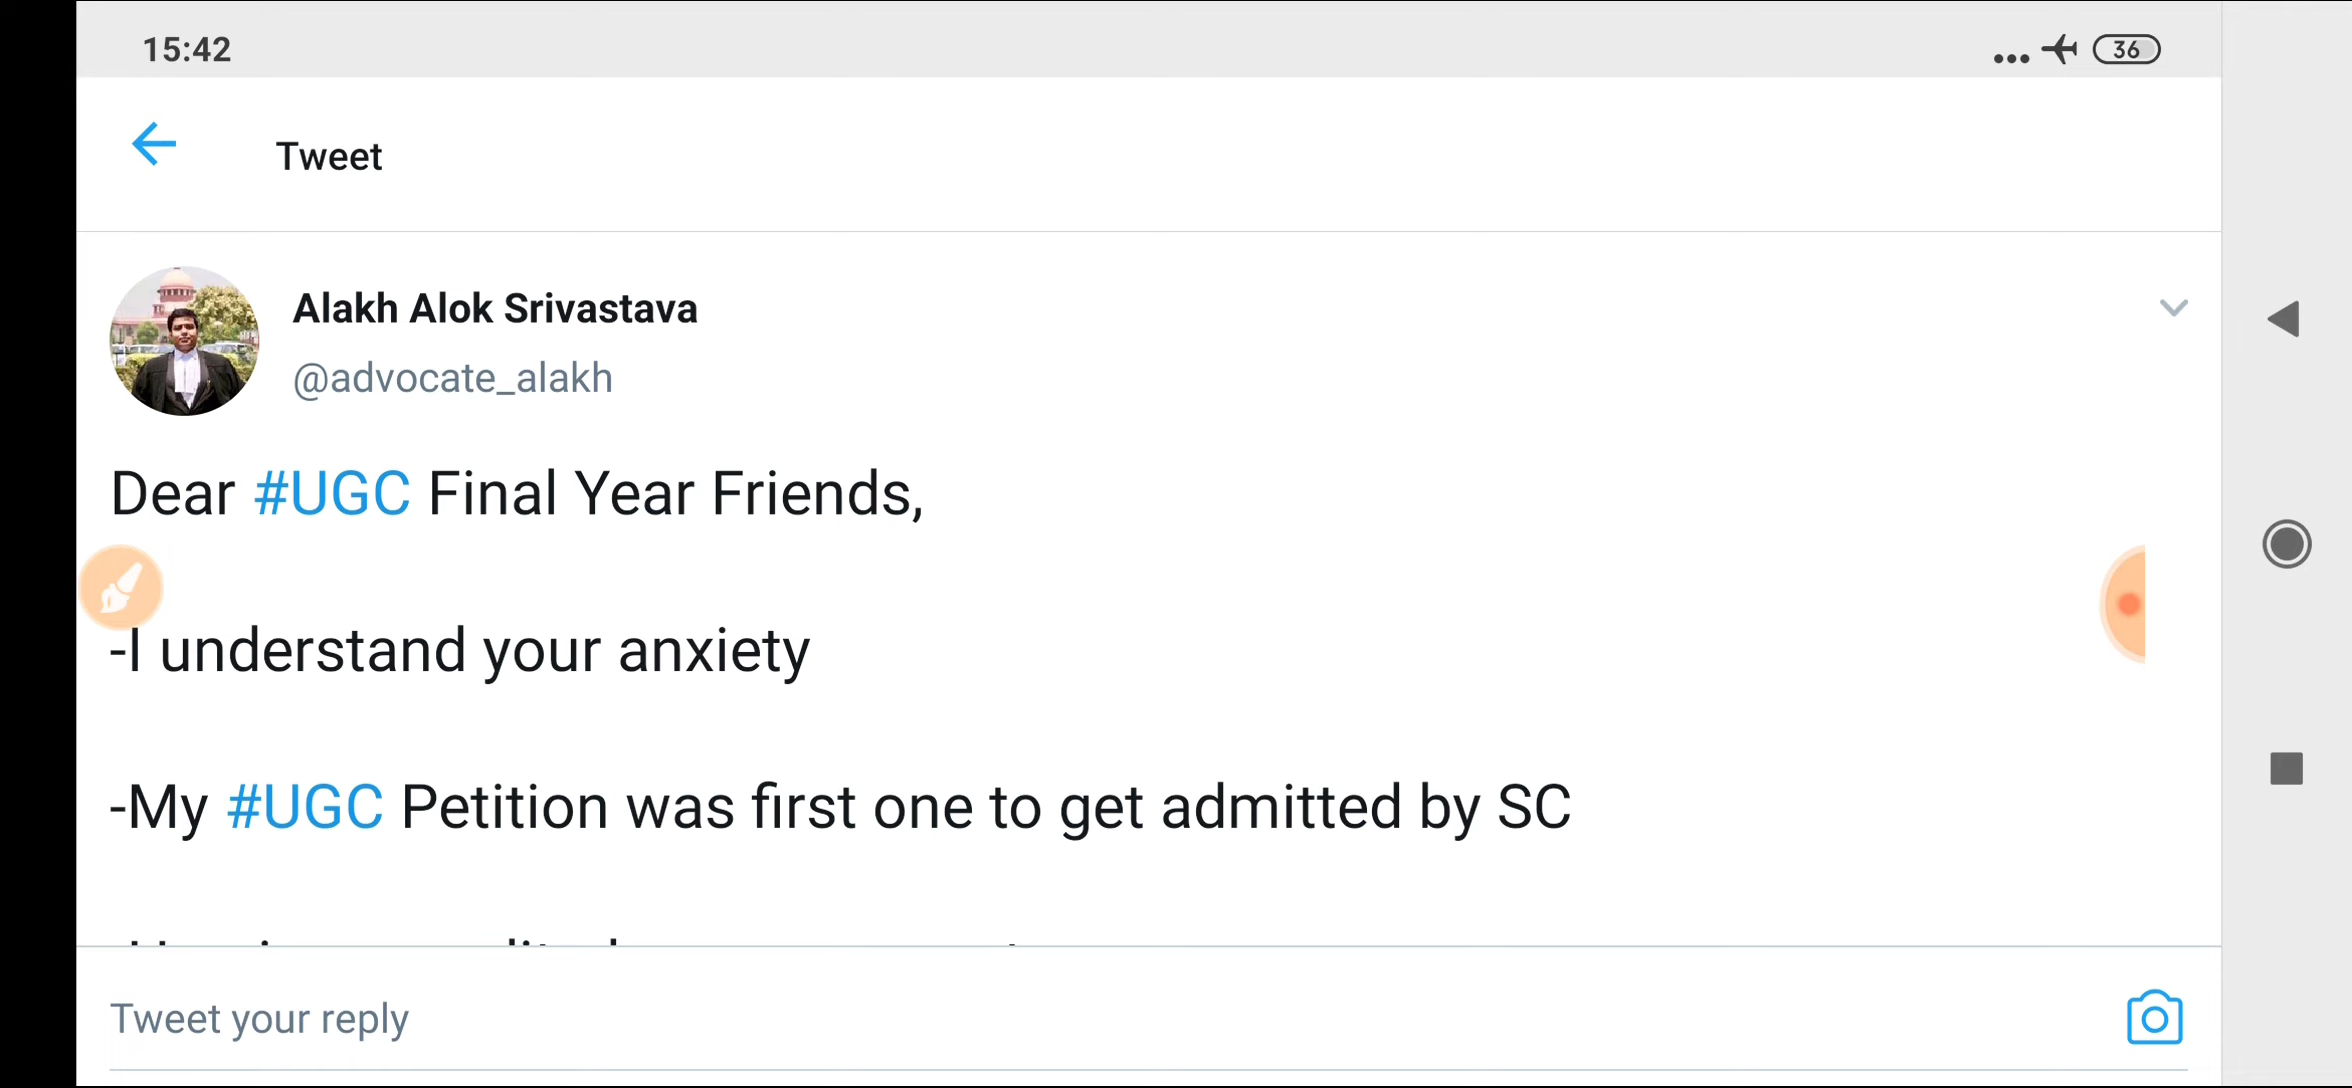 15:42
36
Tweet
Alakh Alok Srivastava
@advocate_alakh
Dear #UGC Final Year Friends,
-I understand your anxiety
-My #UGC Petition was first one to get admitted by SC
Tweet your reply